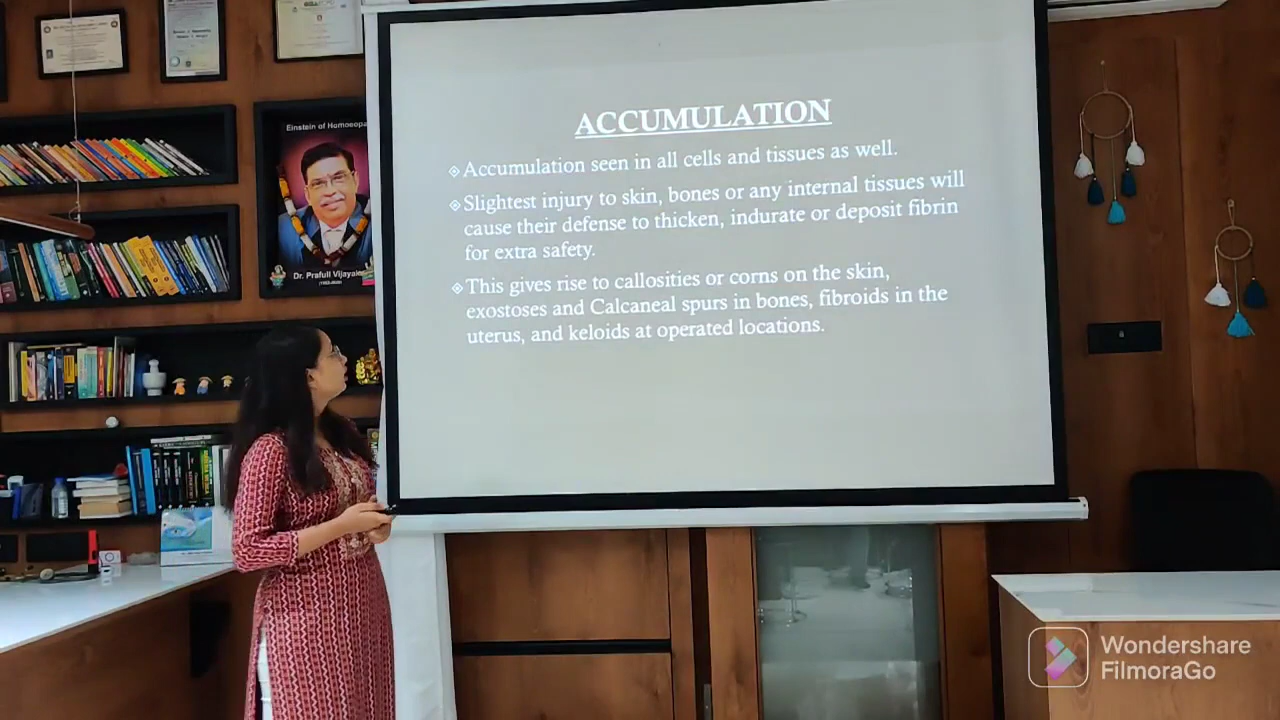 Einstein of Homoeopa
Dr. Prafull Vijayak
ACCUMULATION
Accumulation seen in all cells and tissues as well.
Slightest injury to skin, bones or any internal tissues will
cause their defense to thicken, indurate or deposit fibrin
for extra safety.
This gives rise to callosities or corns on the skin,
exostoses and Calcaneal spurs in bones, fibroids in the
uterus, and keloids at operated locations.
Wondershare
FilmoraGo